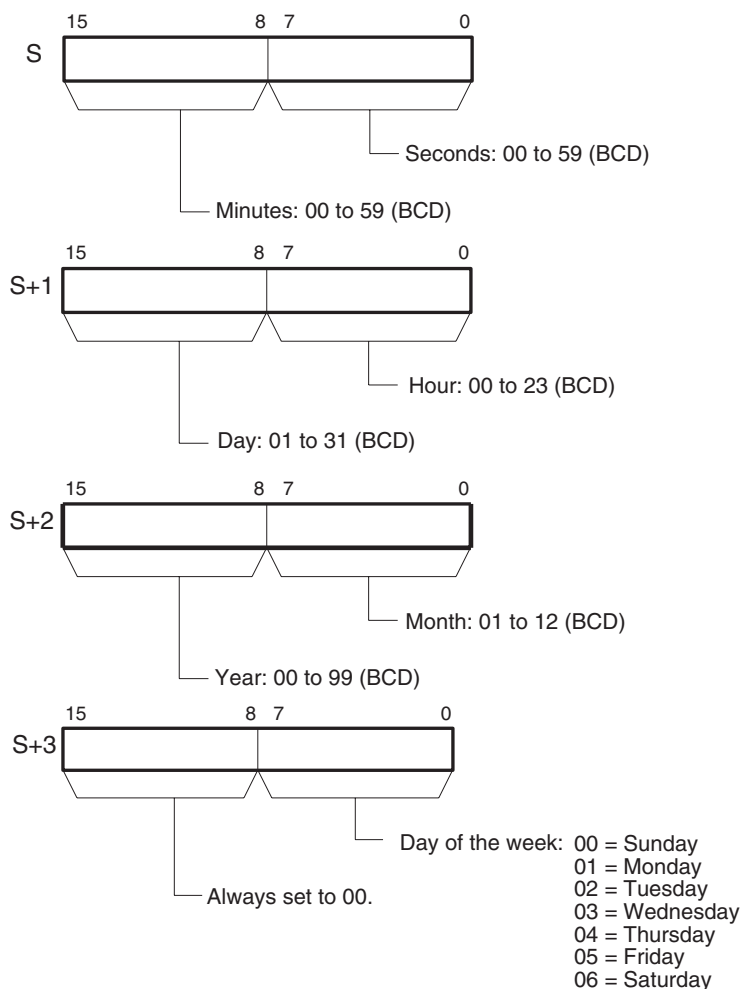 15 8 7 0
S
Seconds: 00 to 59 (BCD)
Minutes: 00 to 59 (BCD)
15 8 7 0
S+1
Hour: 00 to 23 (BCD)
Day: 01 to 31 (BCD)
15 8 7 0
S+2
Month: 01 to 12 (BCD)
Year: 00 to 99 (BCD)
15 8 7 0
S+3
Day of the week: 00 = Sunday
01 = Monday
02 = Tuesday
03 = Wednesday
04 = Thursday
05 = Friday
06 = Saturday
Always set to 00.